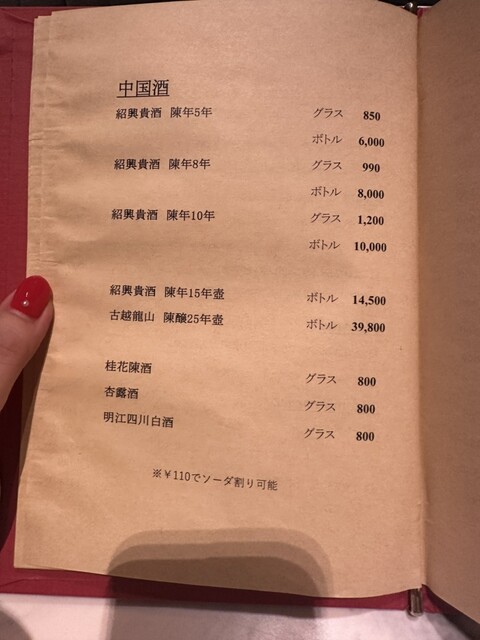 中国酒
紹興貴酒 陳年5年 グラス 850
ボトル 6,000
紹興貴酒 陳年8年 グラス 990
ボトル 8,000
紹興貴酒 陳年10年 グラス 1,200
ボトル 10,000
紹興貴酒 陳年15年壺 ボトル 14,500
古越龍山 陳醸25年壺 ボトル 39,800
桂花陳酒 グラス 800
杏露酒 グラス 800
明江四川白酒 グラス 800
※￥110でソーダ割り可能